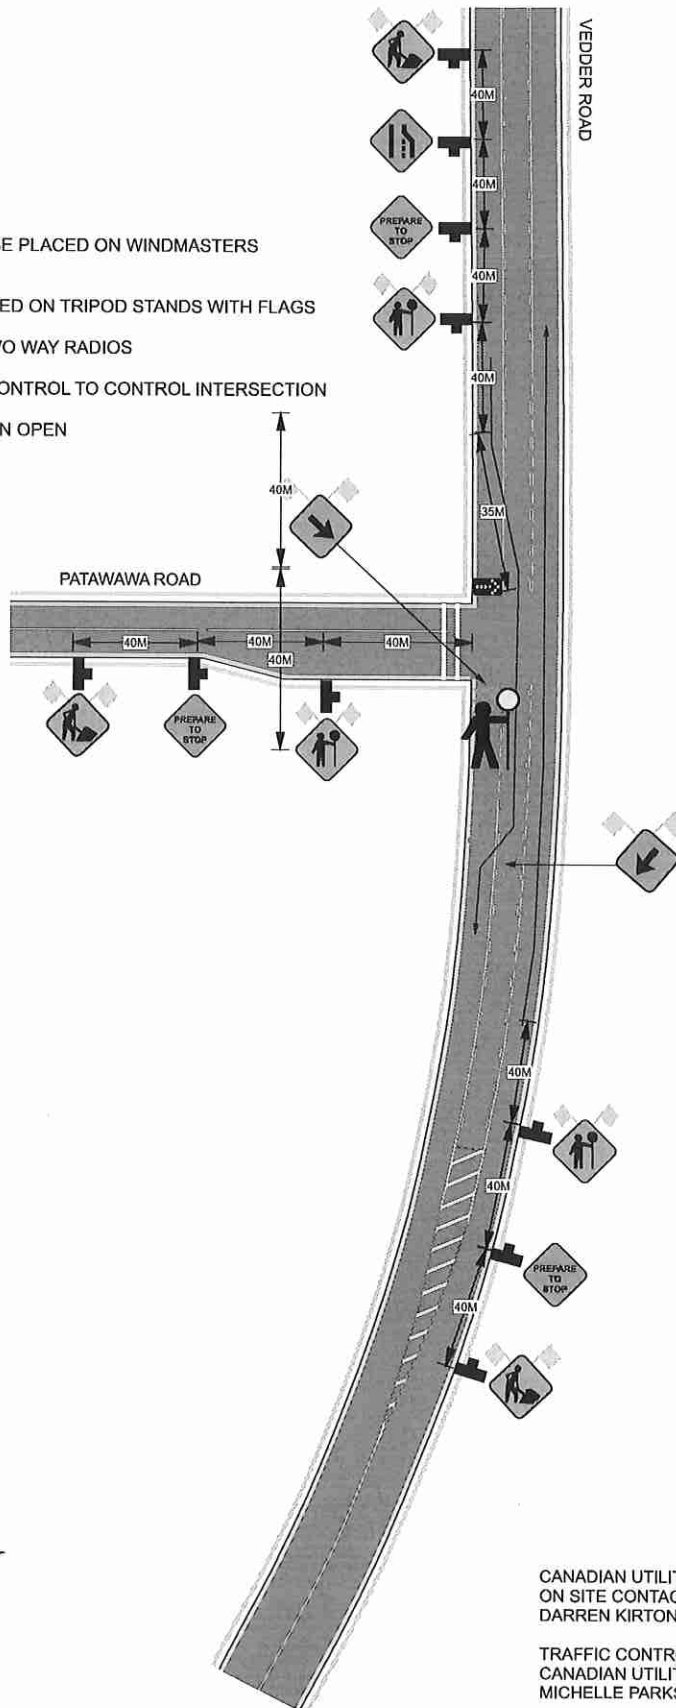 VEDDER ROAD
40M
40M
PREPARE
TO
STOP
E PLACED ON WINDMASTERS
40M
ED ON TRIPOD STANDS WITH FLAGS
O WAY RADIOS
40M
ONTROL TO CONTROL INTERSECTION
N OPEN
40M
35M
PATAWAWA ROAD
40M
40M
40M
40M
PREPARE
TO
STOP
40M
40M
PREPARE
TO
STOP
40M
CANADIAN UTILIT
ON SITE CONTAC
DARREN KIRTON
TRAFFIC CONTR
CANADIAN UTILIT
MICHELLE PARKS